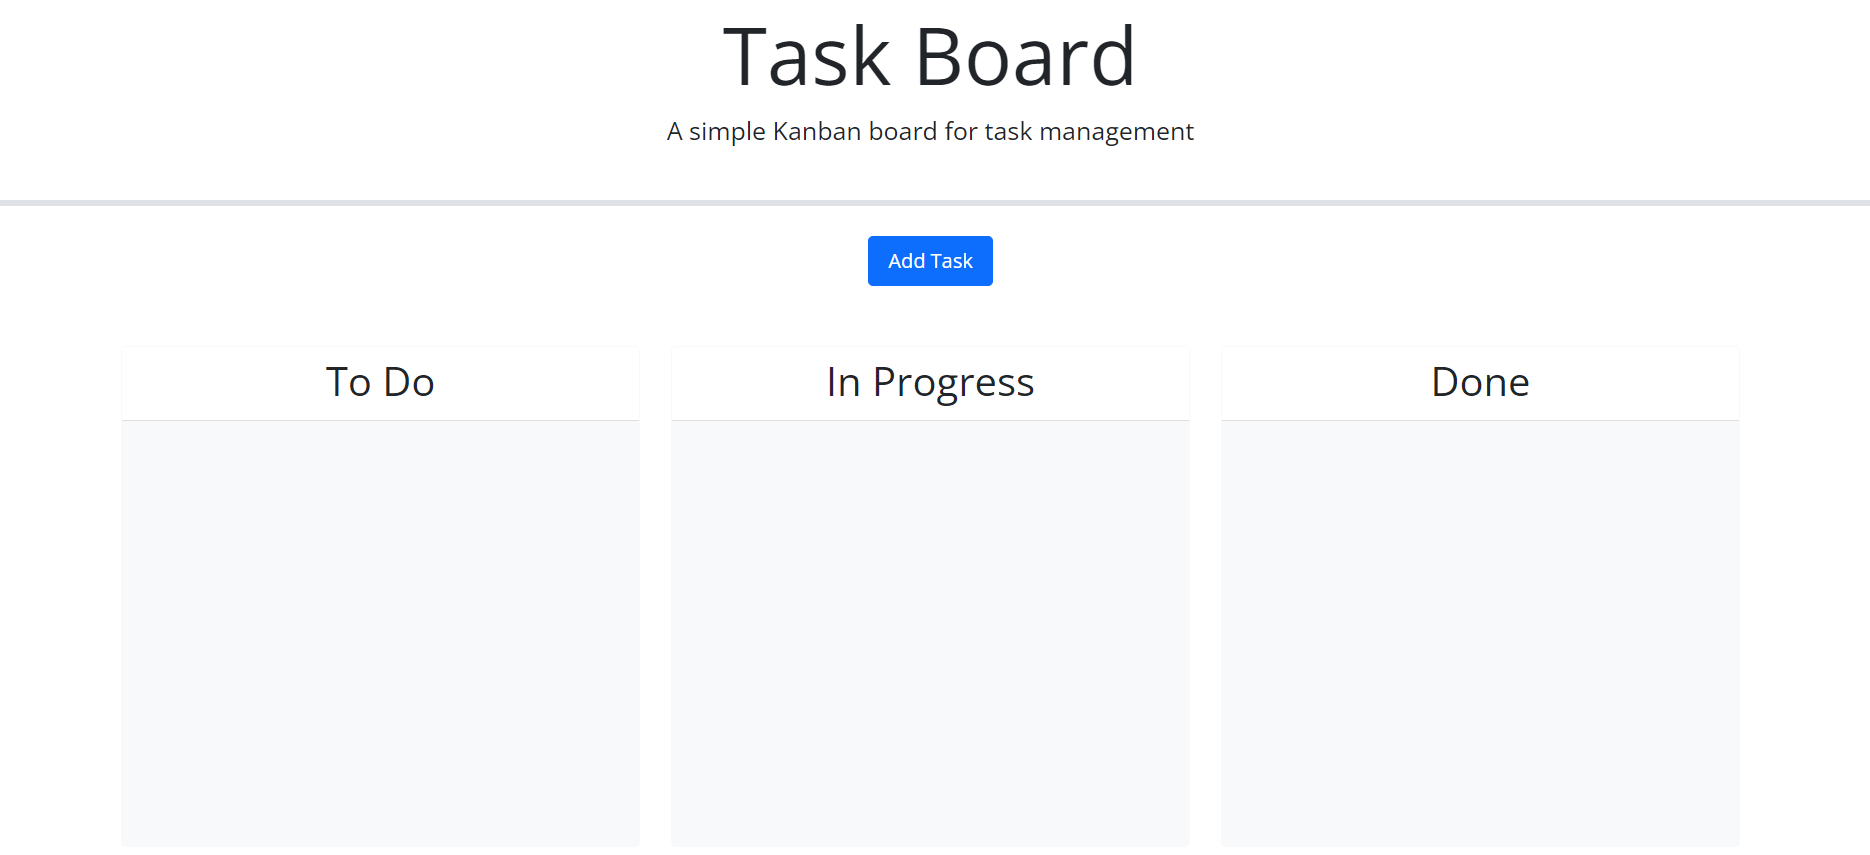 Task Board
A simple Kanban board for task management
Add Task
To Do
In Progress
Done